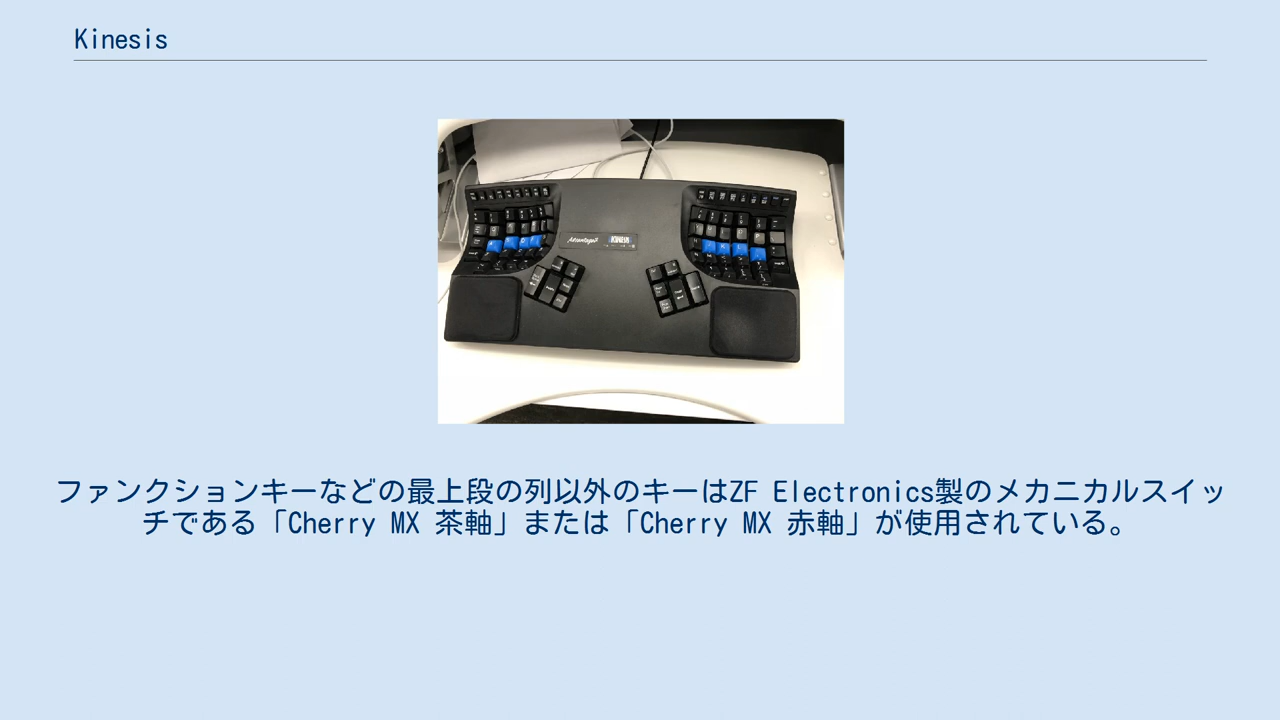 Kinesis
Advantage2 KINESIS
ファンクションキーなどの最上段の列以外のキーはZF Electronics製のメカニカルスイッ
チである「Cherry MX 茶軸」または「Cherry MX 赤軸」が使用されている。